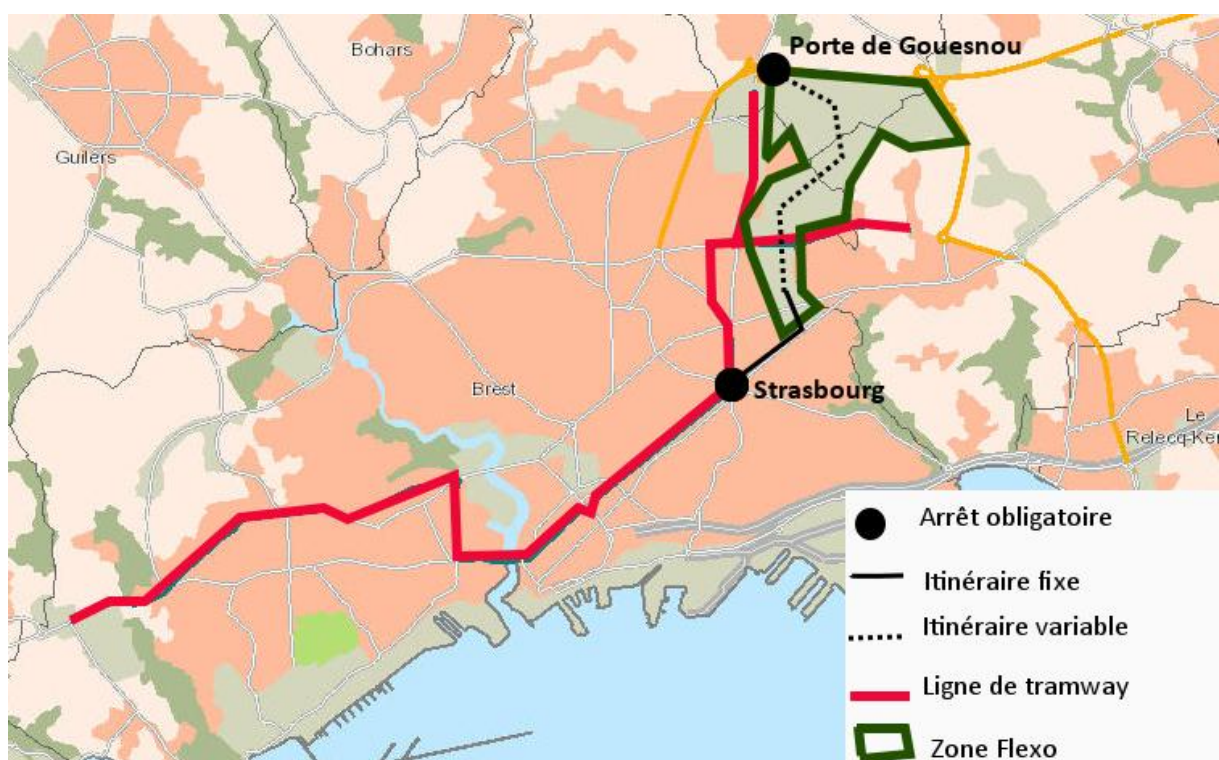 Porte de Gouesnou
Bohars
Guilers
Brest
Strasbourg
Le
Relecq-Ker
Arrêt obligatoire
Itinéraire fixe
Itinéraire variable
Ligne de tramway
Zone Flexo